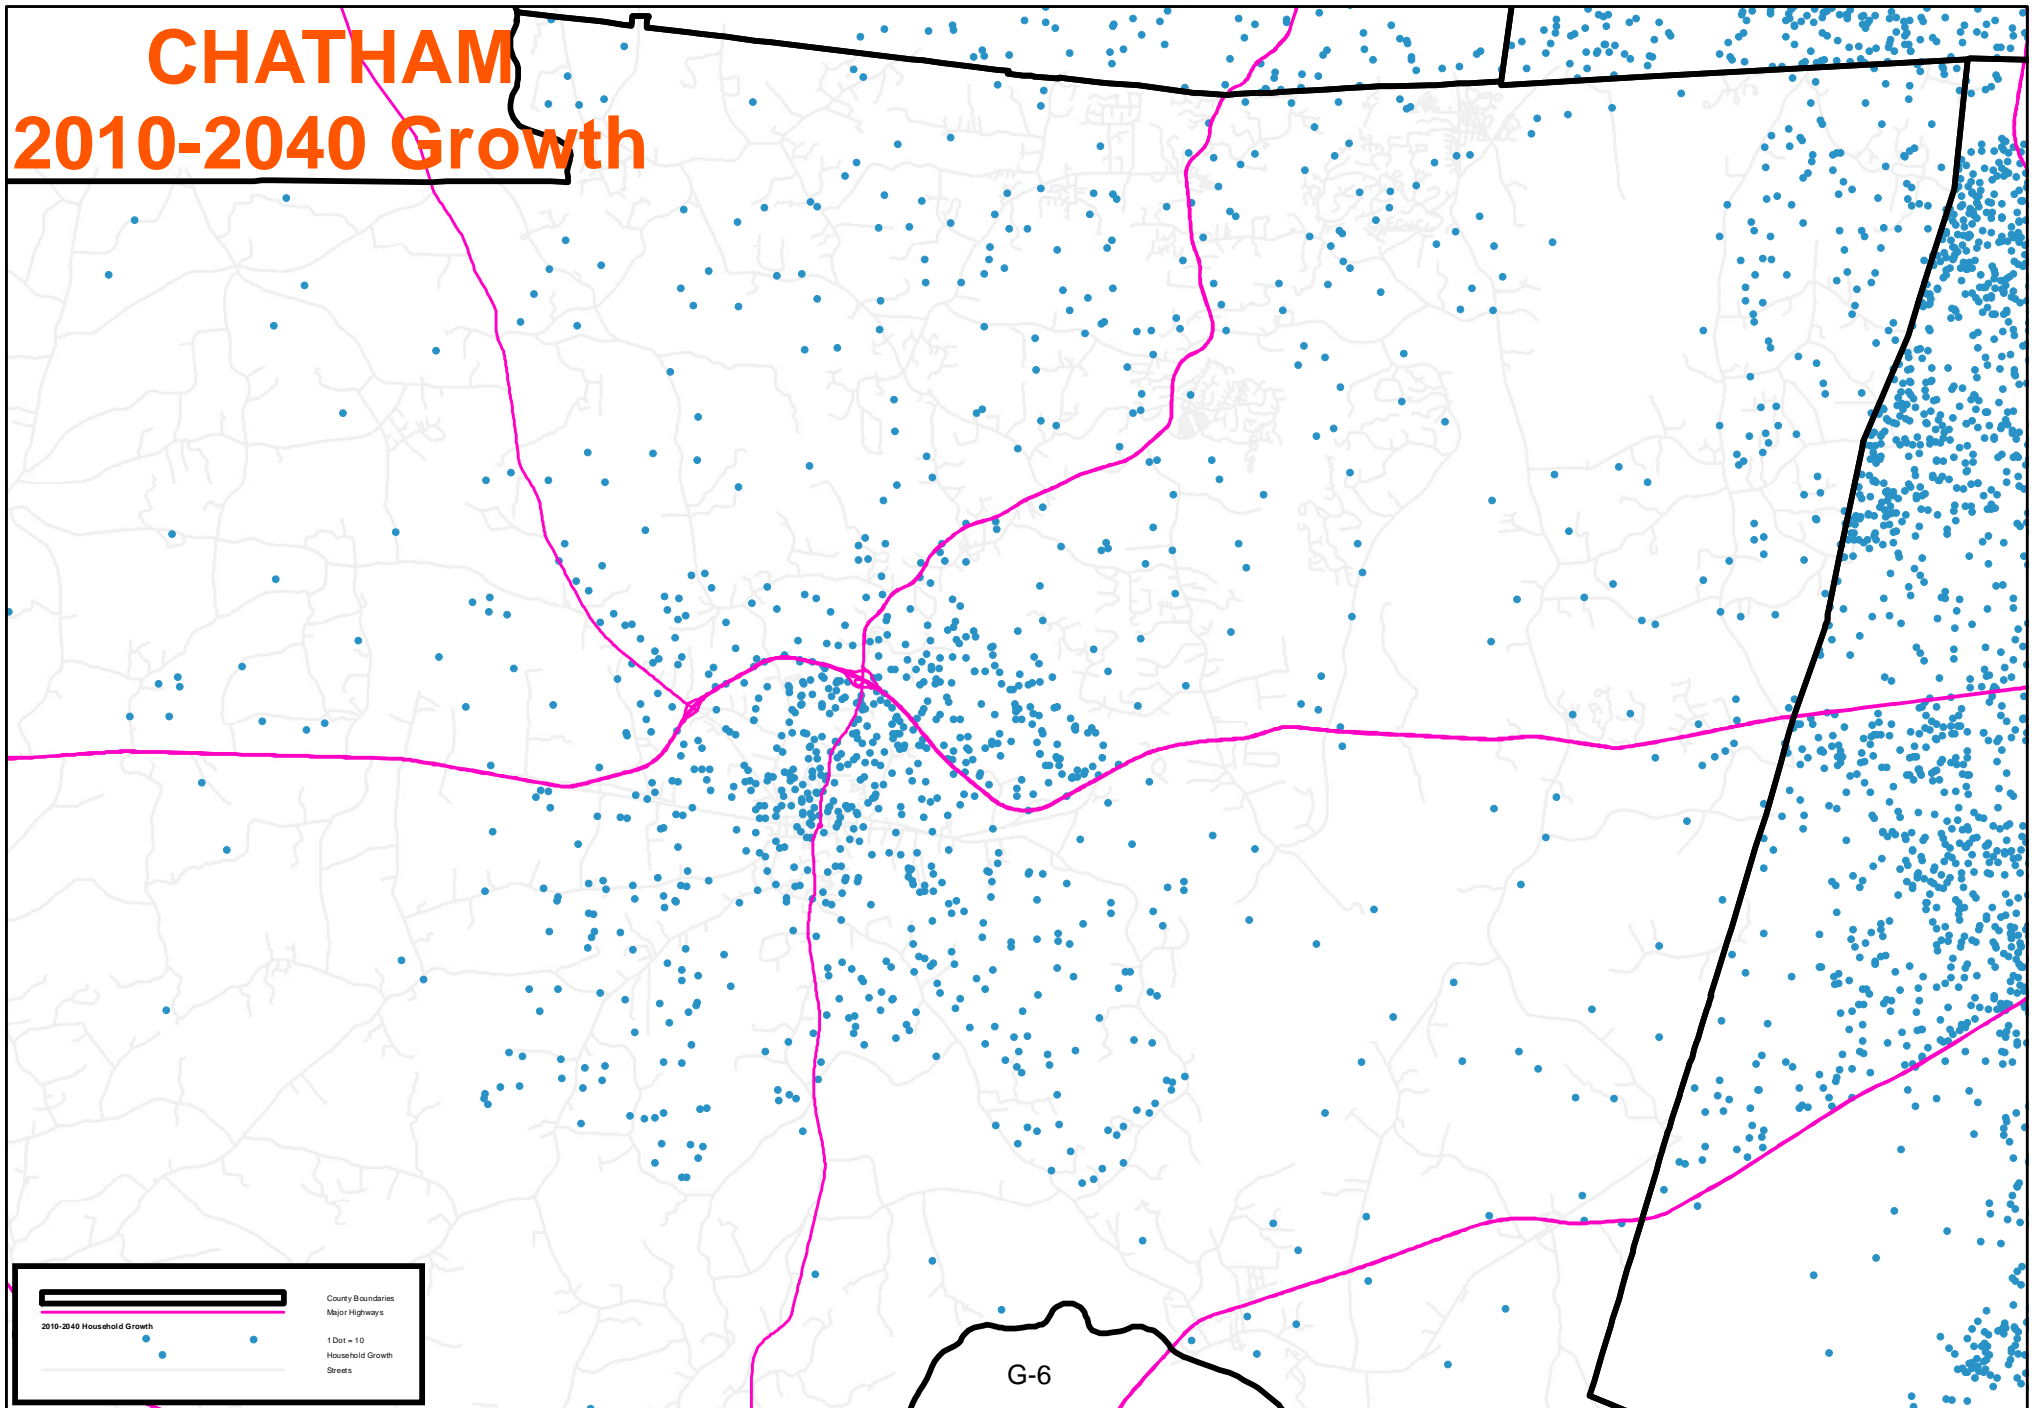 CHATHAM
2010-2040 Growth
County Boundaries
Major Highways
2010-2040 Household Growth
1 Dot = 10
Household Growth
Streets
G-6